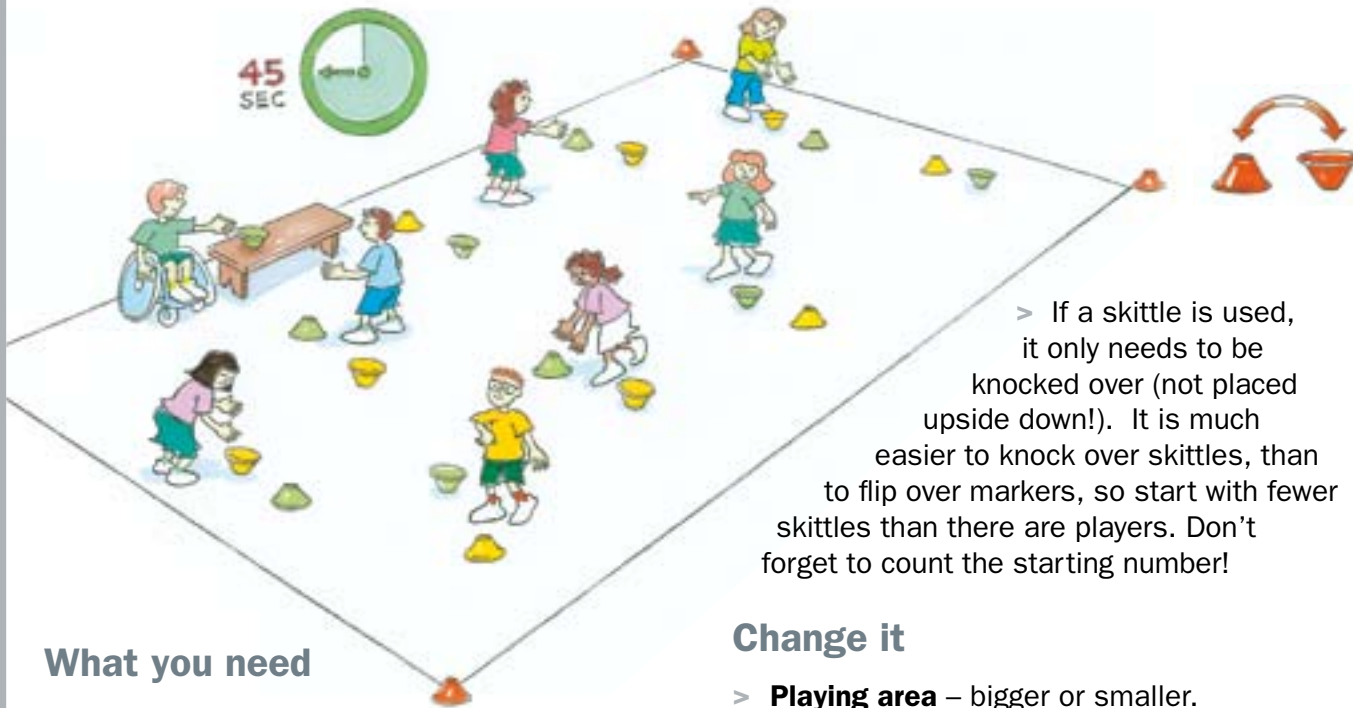 45
SEC
> If a skittle is used,
it only needs to be
knocked over (not placed
upside down!). It is much
easier to knock over skittles, than
to flip over markers, so start with fewer
skittles than there are players. Don’t
forget to count the starting number!
What you need
Change it
> Playing area – bigger or smaller.